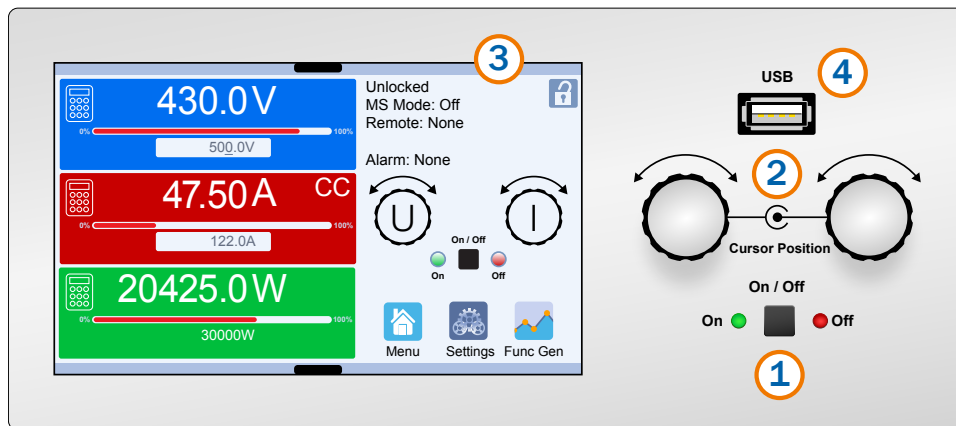 430.0V
0% 100%
500.0V
47.50A CC
0% 100%
122.0A
20425.0W
0% 100%
30000W
Unlocked
MS Mode: Off
Remote: None
Alarm: None
U I
On / Off
On Off
Menu Settings Func Gen
3
USB 4
2
Cursor Position
On / Off
On Off
1